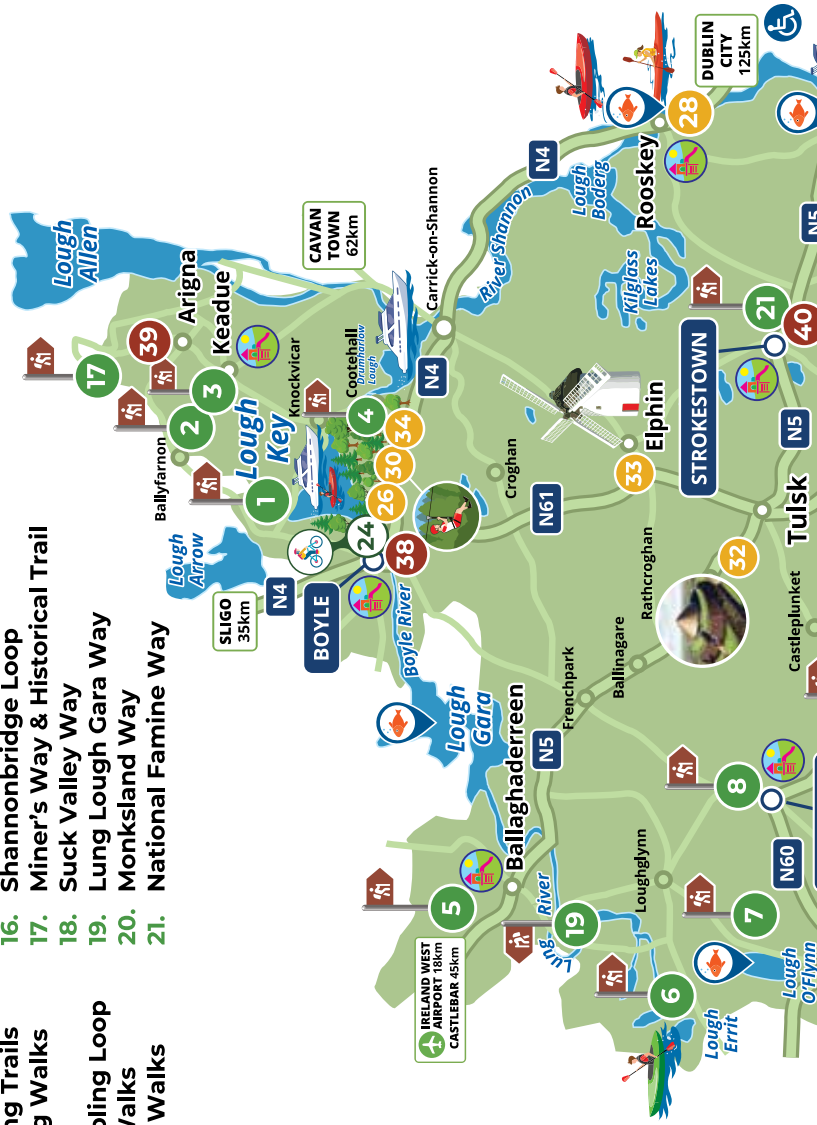 16. Shannonbridge Loop
17. Miner's Way & Historical Trail
18. Suck Valley Way
19. Lung Lough Gara Way
20. Monksland Way
21. National Famine Way
Trails
Walks
Loop
Walks
Lough
Allen
Arigna
Keadue
39
17
3
2
Ballyfarnon
1
Lough
Key
Knockvicar
Cootehall
Drumharlow
Lough
4
34
30
26
24
38
Lough
Arrow
SLIGO
35km
N4
BOYLE
Boyle River
CAVAN
TOWN
62km
Carrick-on-Shannon
N4
River Shannon
N4
Lough
Boderg
Rooskey
28
DUBLIN
CITY
125km
Kilglass
Lakes
21
40
STROKESTOWN
N5
N5
Elphin
33
Croghan
N61
Tulsk
32
Rathcroghan
Ballinagare
Frenchpark
Castleplunket
Lough
Gara
Ballaghaderreen
N5
5
IRELAND WEST
AIRPORT 18km
CASTLEBAR 45km
Lung
River
19
Loughglynn
8
N60
7
6
Lough
Errit
Lough
O'Flynn